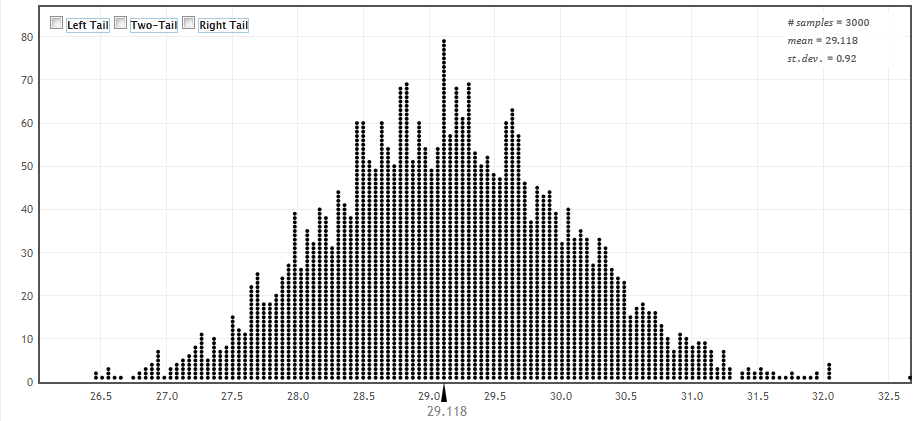 Left Tail Two-Tail Right Tail
# samples = 3000
mean = 29.118
st.dev. = 0.92
80
70
60
50
40
30
20
10
0
26.5 27.0 27.5 28.0 28.5 29.0 29.5 30.0 30.5 31.0 31.5 32.0 32.5
29.118